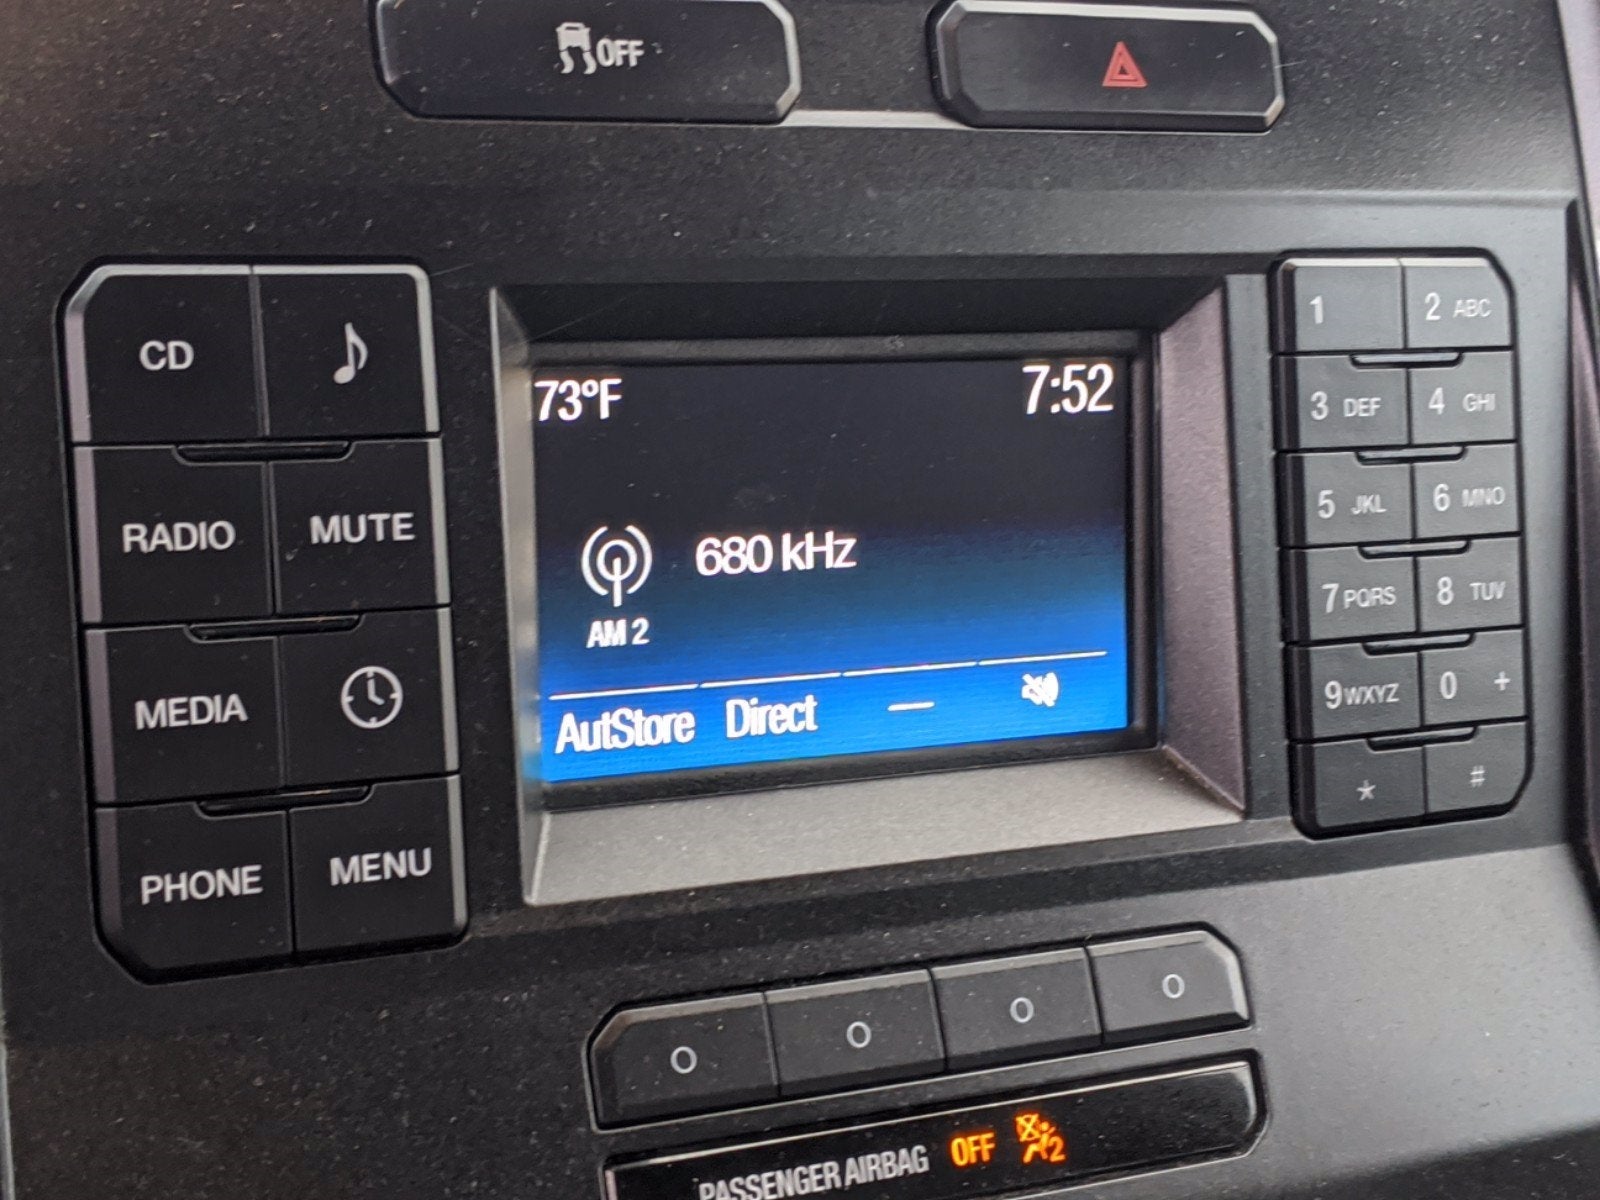 OFF
CD
RADIO MUTE
MEDIA
PHONE MENU
73°F 7:52
680 kHz
AM 2
AutStore Direct —
1 2 ABC
3 DEF 4 GHI
5 JKL 6 MNO
7 PQRS 8 TUV
9 WXYZ 0 +
* #
O O O O
PASSENGER AIRBAG OFF 2